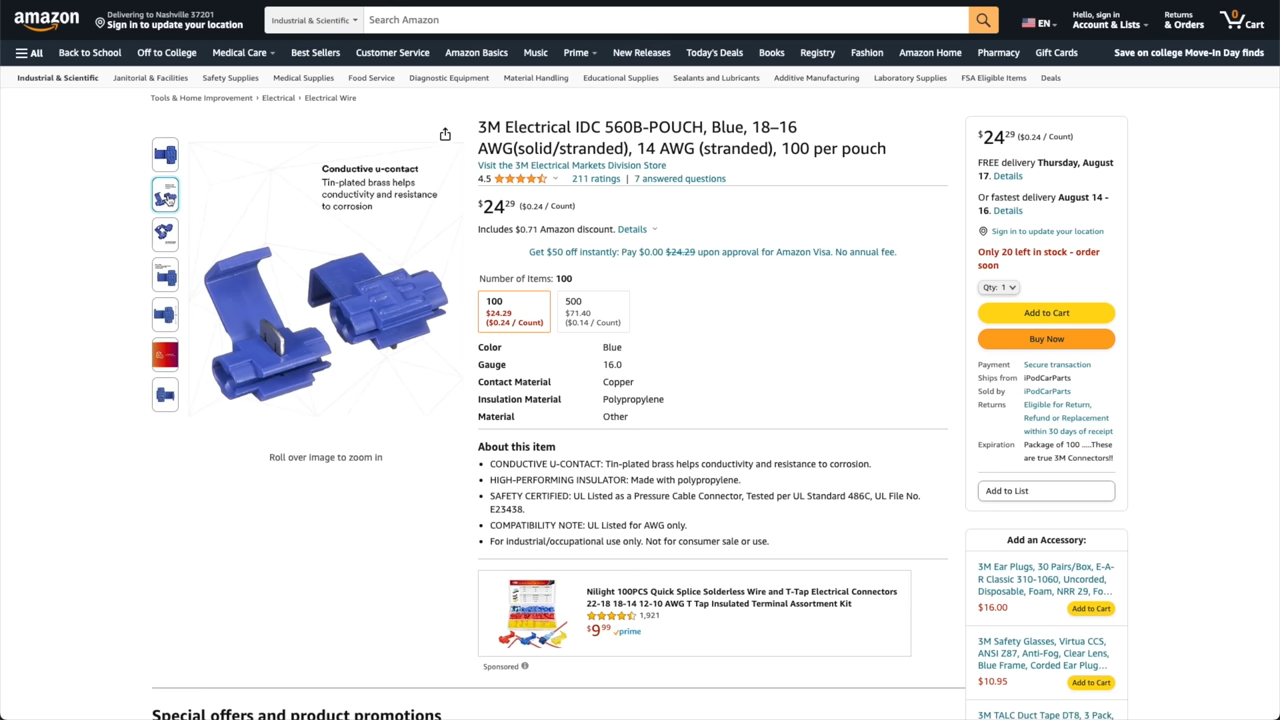 amazon
Delivering to Nashville 37201
Sign in to update your location
Industrial & Scientific
Search Amazon
EN
Hello, sign in
Account & Lists
Returns
& Orders
0
Cart
All
Back to School
Off to College
Medical Care
Best Sellers
Customer Service
Amazon Basics
Music
Prime
New Releases
Today's Deals
Books
Registry
Fashion
Amazon Home
Pharmacy
Gift Cards
Save on college Move-In Day finds
Industrial & Scientific
Janitorial & Facilities
Safety Supplies
Medical Supplies
Food Service
Diagnostic Equipment
Material Handling
Educational Supplies
Sealants and Lubricants
Additive Manufacturing
Laboratory Supplies
FSA Eligible Items
Deals
Tools & Home Improvement › Electrical › Electrical Wire
Conductive u-contact
Tin-plated brass helps
conductivity and resistance
to corrosion
Roll over image to zoom in
3M Electrical IDC 560B-POUCH, Blue, 18–16
AWG(solid/stranded), 14 AWG (stranded), 100 per pouch
Visit the 3M Electrical Markets Division Store
4.5
211 ratings | 7 answered questions
$24 29 ($0.24 / Count)
Includes $0.71 Amazon discount. Details
Get $50 off instantly: Pay $0.00 $24.29 upon approval for Amazon Visa. No annual fee.
Number of Items: 100
100
$24.29
($0.24 / Count)
500
$71.40
($0.14 / Count)
Color Blue
Gauge 16.0
Contact Material Copper
Insulation Material Polypropylene
Material Other
About this item
• CONDUCTIVE U-CONTACT: Tin-plated brass helps conductivity and resistance to corrosion.
• HIGH-PERFORMING INSULATOR: Made with polypropylene.
• SAFETY CERTIFIED: UL Listed as a Pressure Cable Connector, Tested per UL Standard 486C, UL File No.
E23438.
• COMPATIBILITY NOTE: UL Listed for AWG only.
• For industrial/occupational use only. Not for consumer sale or use.
Nilight 100PCS Quick Splice Solderless Wire and T-Tap Electrical Connectors
22-18 18-14 12-10 AWG T Tap Insulated Terminal Assortment Kit
1,921
$9 99 prime
Sponsored
Special offers and product promotions
$24 29 ($0.24 / Count)
FREE delivery Thursday, August
17. Details
Or fastest delivery August 14 -
16. Details
Sign in to update your location
Only 20 left in stock - order
soon
Qty: 1
Add to Cart
Buy Now
Payment Secure transaction
Ships from iPodCarParts
Sold by iPodCarParts
Returns Eligible for Return,
Refund or Replacement
within 30 days of receipt
Expiration Package of 100 .....These
are true 3M Connectors!!
Add to List
Add an Accessory:
3M Ear Plugs, 30 Pairs/Box, E-A-
R Classic 310-1060, Uncorded,
Disposable, Foam, NRR 29, Fo...
$16.00
Add to Cart
3M Safety Glasses, Virtua CCS,
ANSI Z87, Anti-Fog, Clear Lens,
Blue Frame, Corded Ear Plug...
$10.95
Add to Cart
3M TALC Duct Tape DT8, 3 Pack,